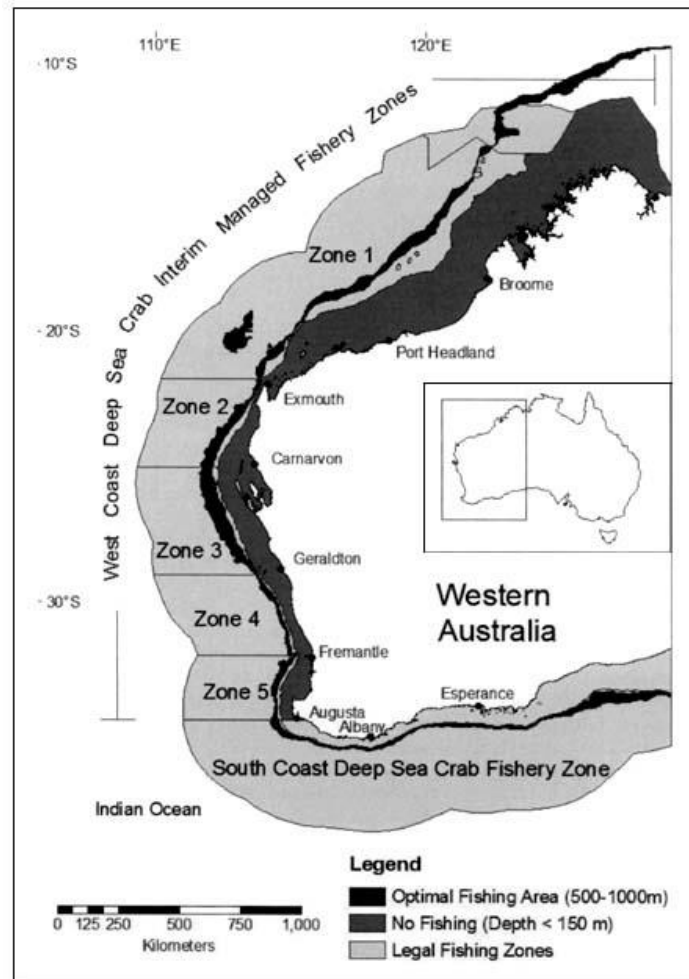 110°E
120°E
10°S
20°S
30°S
West Coast Deep Sea Crab Interim Managed Fishery Zones
Zone 1
Broome
Port Headland
Exmouth
Zone 2
Carnarvon
Zone 3
Geraldton
Western
Australia
Zone 4
Fremantle
Zone 5
Esperance
Augusta
Albany
South Coast Deep Sea Crab Fishery Zone
Indian Ocean
Legend
Optimal Fishing Area (500-1000m)
No Fishing (Depth < 150 m)
Legal Fishing Zones
0 125 250 500 750 1,000
Kilometers